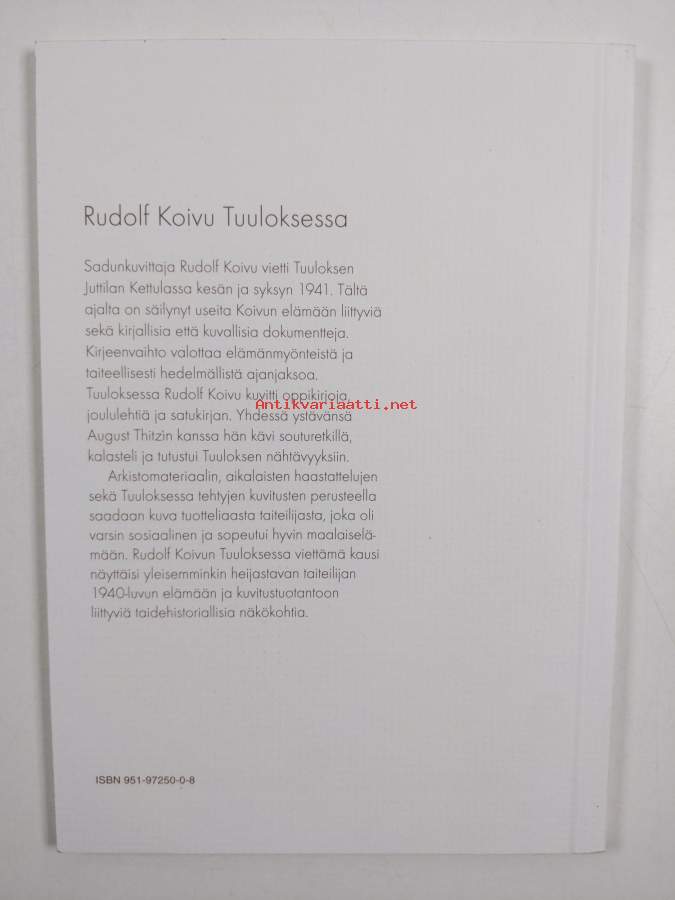 Rudolf Koivu Tuuloksessa
Sadunkuvittaja Rudolf Koivu vietti Tuuloksen
Juttilan Kettulassa kesän ja syksyn 1941. Tältä
ajalta on säilynyt useita Koivun elämään liittyviä
sekä kirjallisia että kuvallisia dokumentteja.
Kirjeenvaihto valottaa elämänmyönteistä ja
taiteellisesti hedelmällistä ajanjaksoa.
Tuuloksessa Rudolf Koivu kuvitti oppikirjoja,
Antikvariaatti.net
joululehtiä ja satukirjan. Yhdessä ystävänsä
August Thitzin kanssa hän kävi souturetkillä,
kalasteli ja tutustui Tuuloksen nähtävyyksiin.
Arkistomateriaalin, aikalaisten haastattelujen
sekä Tuuloksessa tehtyjen kuvitusten perusteella
saadaan kuva tuotteliaasta taiteilijasta, joka oli
varsin sosiaalinen ja sopeutui hyvin maalaiselä-
mään. Rudolf Koivun Tuuloksessa viettämä kausi
näyttäisi yleisemminkin heijastavan taiteilijan
1940-luvun elämään ja kuvitustuotantoon
liittyviä taidehistoriallisia näkökohtia.
ISBN 951-97250-0-8